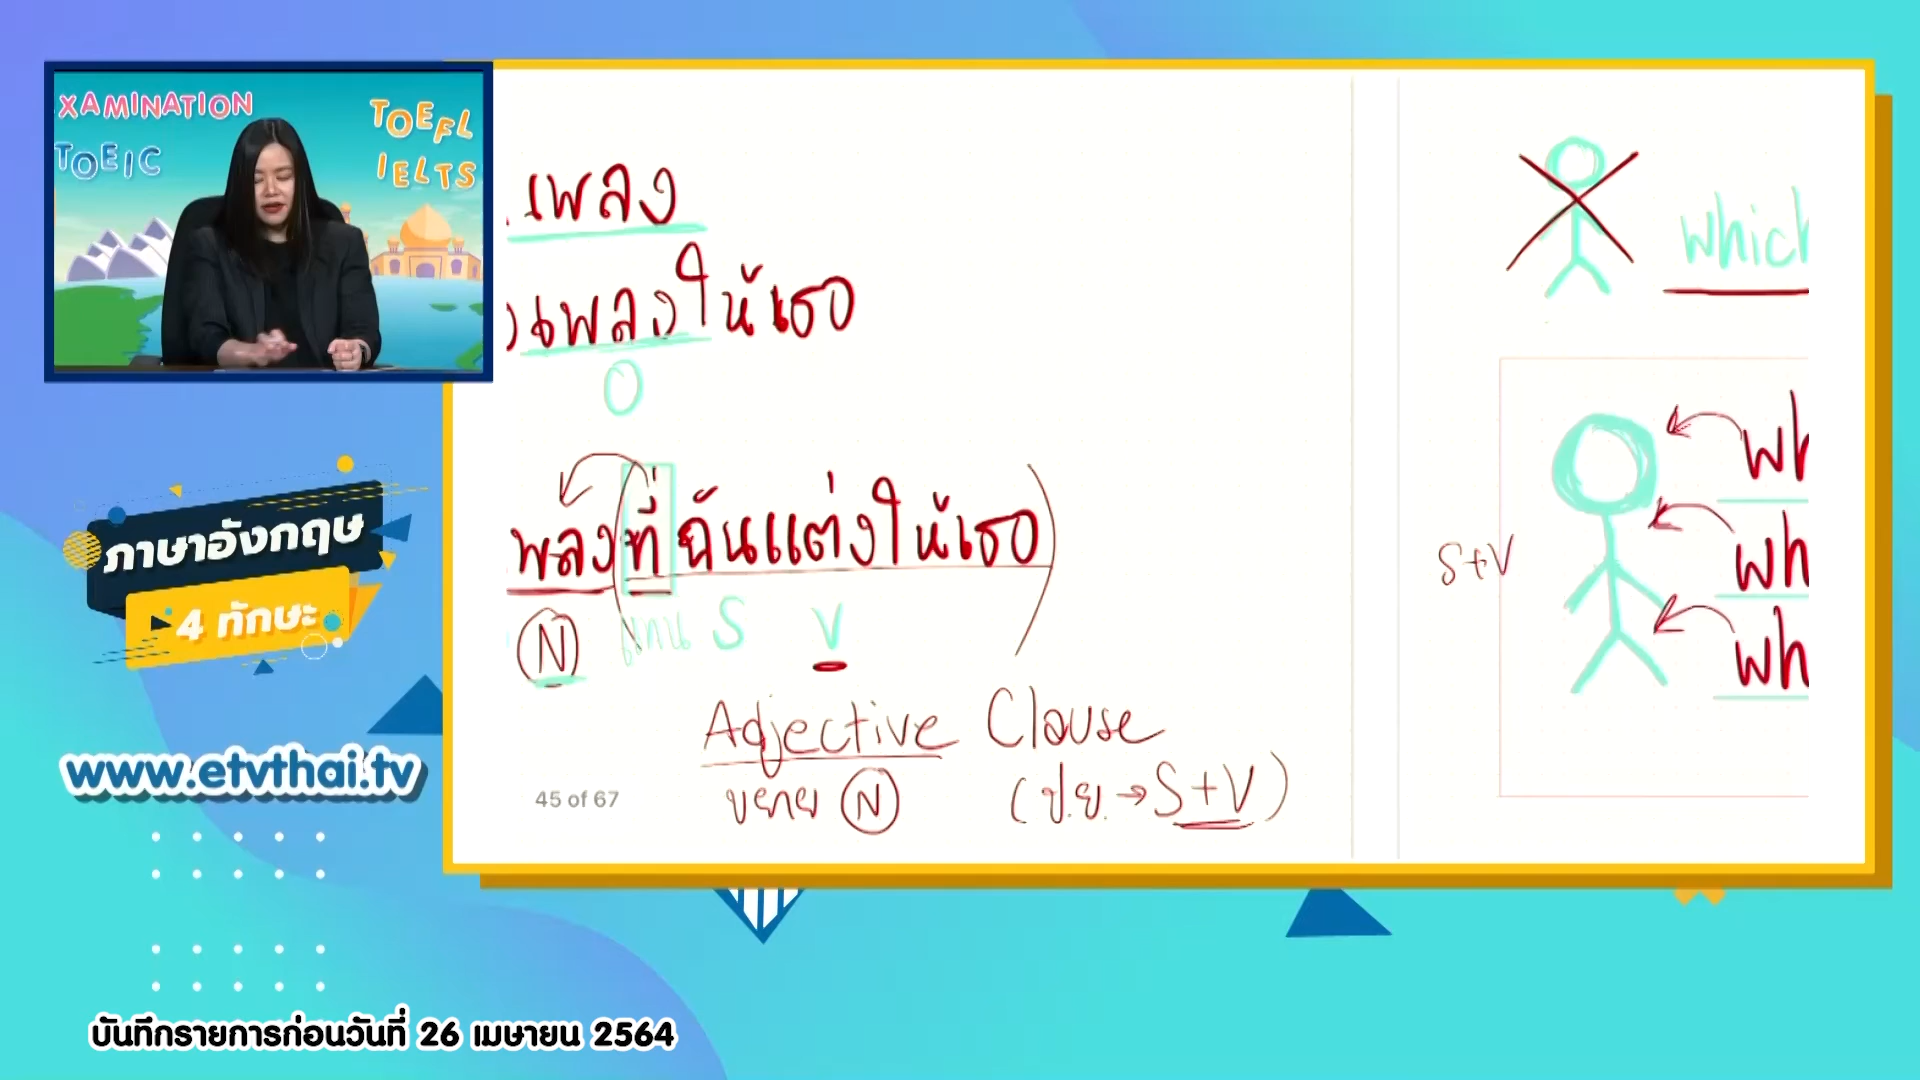 XAMINATION
TOEIC
TOEFL
IELTS
เพลง
เพลงให้เธอ
O
พลงที่ฉันแต่งให้เธอ
N แทน S V
Adjective Clause
ขยาย N (ป.ย. → S+V)
45 of 67
which
S+V
wh
wh
wh
ภาษาอังกฤษ
4 ทักษะ
www.etvthai.tv
บันทึกรายการก่อนวันที่ 26 เมษายน 2564